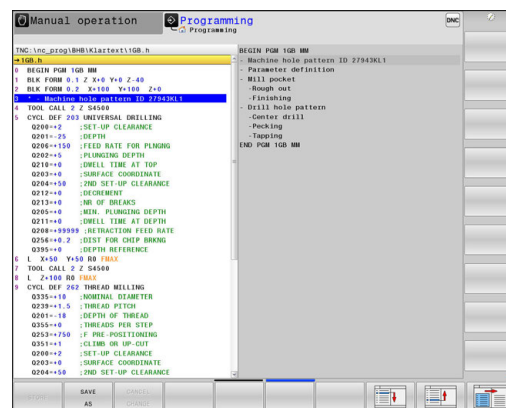 Manual operation
Programming
Programming
DNC
TNC:\nc_prog\BHB\Klartext\1GB.h
→1GB.h
0 BEGIN PGM 1GB MM
1 BLK FORM 0.1 Z X+0 Y+0 Z-40
2 BLK FORM 0.2 X+100 Y+100 Z+0
3 * - Machine hole pattern ID 27943KL1
4 TOOL CALL 2 Z S4500
5 CYCL DEF 203 UNIVERSAL DRILLING
Q200=+2 ;SET-UP CLEARANCE
Q201=-25 ;DEPTH
Q206=+150 ;FEED RATE FOR PLNGNG
Q202=+5 ;PLUNGING DEPTH
Q210=+0 ;DWELL TIME AT TOP
Q203=+0 ;SURFACE COORDINATE
Q204=+50 ;2ND SET-UP CLEARANCE
Q212=+0 ;DECREMENT
Q213=+0 ;NR OF BREAKS
Q205=+0 ;MIN. PLUNGING DEPTH
Q211=+0 ;DWELL TIME AT DEPTH
Q208=+99999 ;RETRACTION FEED RATE
Q256=+0.2 ;DIST FOR CHIP BRKNG
Q395=+0 ;DEPTH REFERENCE
6 L X+50 Y+50 R0 FMAX
7 TOOL CALL 2 Z S4500
8 L Z+100 R0 FMAX
9 CYCL DEF 262 THREAD MILLING
Q335=+10 ;NOMINAL DIAMETER
Q239=+1.5 ;THREAD PITCH
Q201=-18 ;DEPTH OF THREAD
Q355=+0 ;THREADS PER STEP
Q253=+750 ;F PRE-POSITIONING
Q351=+1 ;CLIMB OR UP-CUT
Q200=+2 ;SET-UP CLEARANCE
Q203=+0 ;SURFACE COORDINATE
Q204=+50 ;2ND SET-UP CLEARANCE
BEGIN PGM 1GB MM
- Machine hole pattern ID 27943KL1
- Parameter definition
- Mill pocket
-Rough out
-Finishing
- Drill hole pattern
-Center drill
-Pecking
-Tapping
END PGM 1GB MM
STORE
SAVE
AS
CANCEL
CHANGE